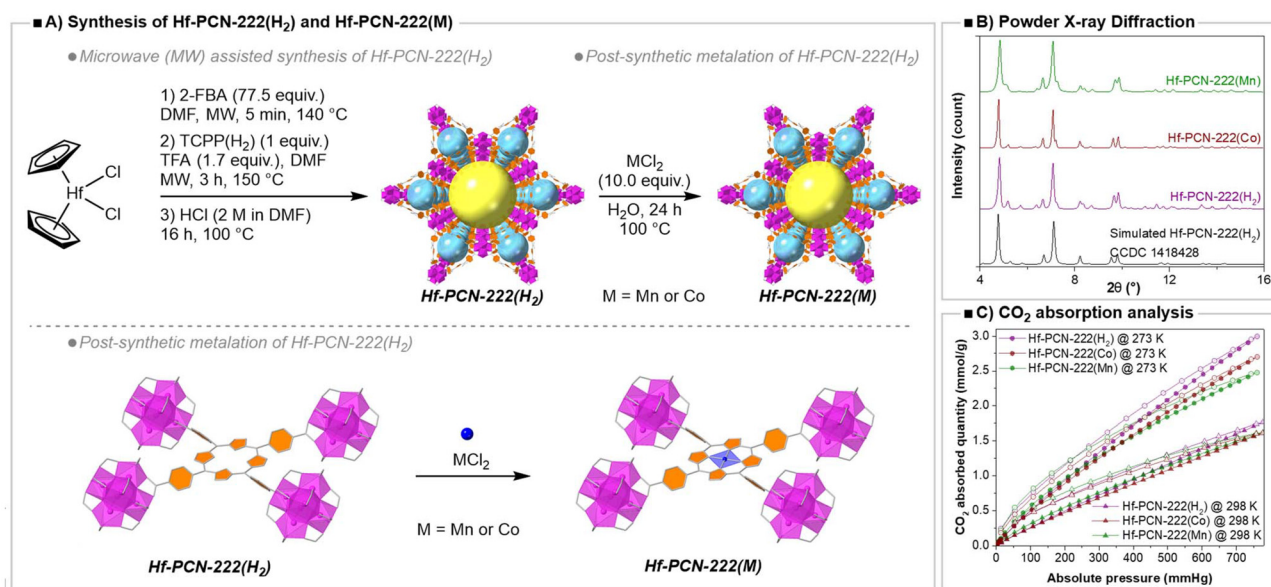 ■ A) Synthesis of Hf-PCN-222(H₂) and Hf-PCN-222(M)
● Microwave (MW) assisted synthesis of Hf-PCN-222(H₂)
● Post-synthetic metalation of Hf-PCN-222(H₂)
1) 2-FBA (77.5 equiv.)
DMF, MW, 5 min, 140 °C
2) TCPP(H₂) (1 equiv.)
TFA (1.7 equiv.), DMF
MW, 3 h, 150 °C
3) HCl (2 M in DMF)
16 h, 100 °C
Hf
Cl
Cl
MCl₂
(10.0 equiv.)
H₂O, 24 h
100 °C
Hf-PCN-222(H₂)
M = Mn or Co
Hf-PCN-222(M)
● Post-synthetic metalation of Hf-PCN-222(H₂)
MCl₂
M = Mn or Co
Hf-PCN-222(H₂)
Hf-PCN-222(M)
■ B) Powder X-ray Diffraction
Intensity (count)
Hf-PCN-222(Mn)
Hf-PCN-222(Co)
Hf-PCN-222(H₂)
Simulated Hf-PCN-222(H₂)
CCDC 1418428
4 8 12 16
2θ (°)
■ C) CO₂ absorption analysis
CO₂ absorbed quantity (mmol/g)
3.0
2.5
2.0
1.5
1.0
0.5
0.0
Hf-PCN-222(H₂) @ 273 K
Hf-PCN-222(Co) @ 273 K
Hf-PCN-222(Mn) @ 273 K
Hf-PCN-222(H₂) @ 298 K
Hf-PCN-222(Co) @ 298 K
Hf-PCN-222(Mn) @ 298 K
0 100 200 300 400 500 600 700
Absolute pressure (mmHg)